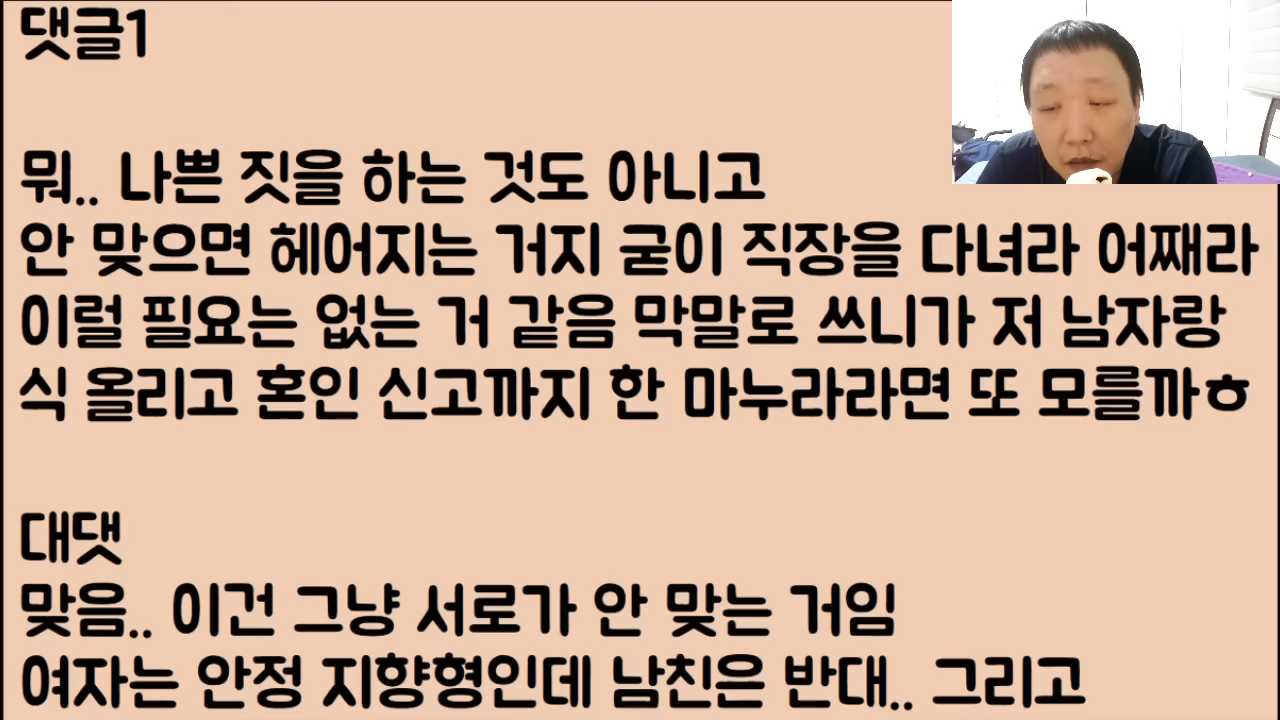 댓글1
뭐.. 나쁜 짓을 하는 것도 아니고
안 맞으면 헤어지는 거지 굳이 직장을 다녀라 어째라
이럴 필요는 없는 거 같음 막말로 쓰니가 저 남자랑
식 올리고 혼인 신고까지 한 마누라라면 또 모를까ㅎ
대댓
맞음.. 이건 그냥 서로가 안 맞는 거임
여자는 안정 지향형인데 남친은 반대.. 그리고